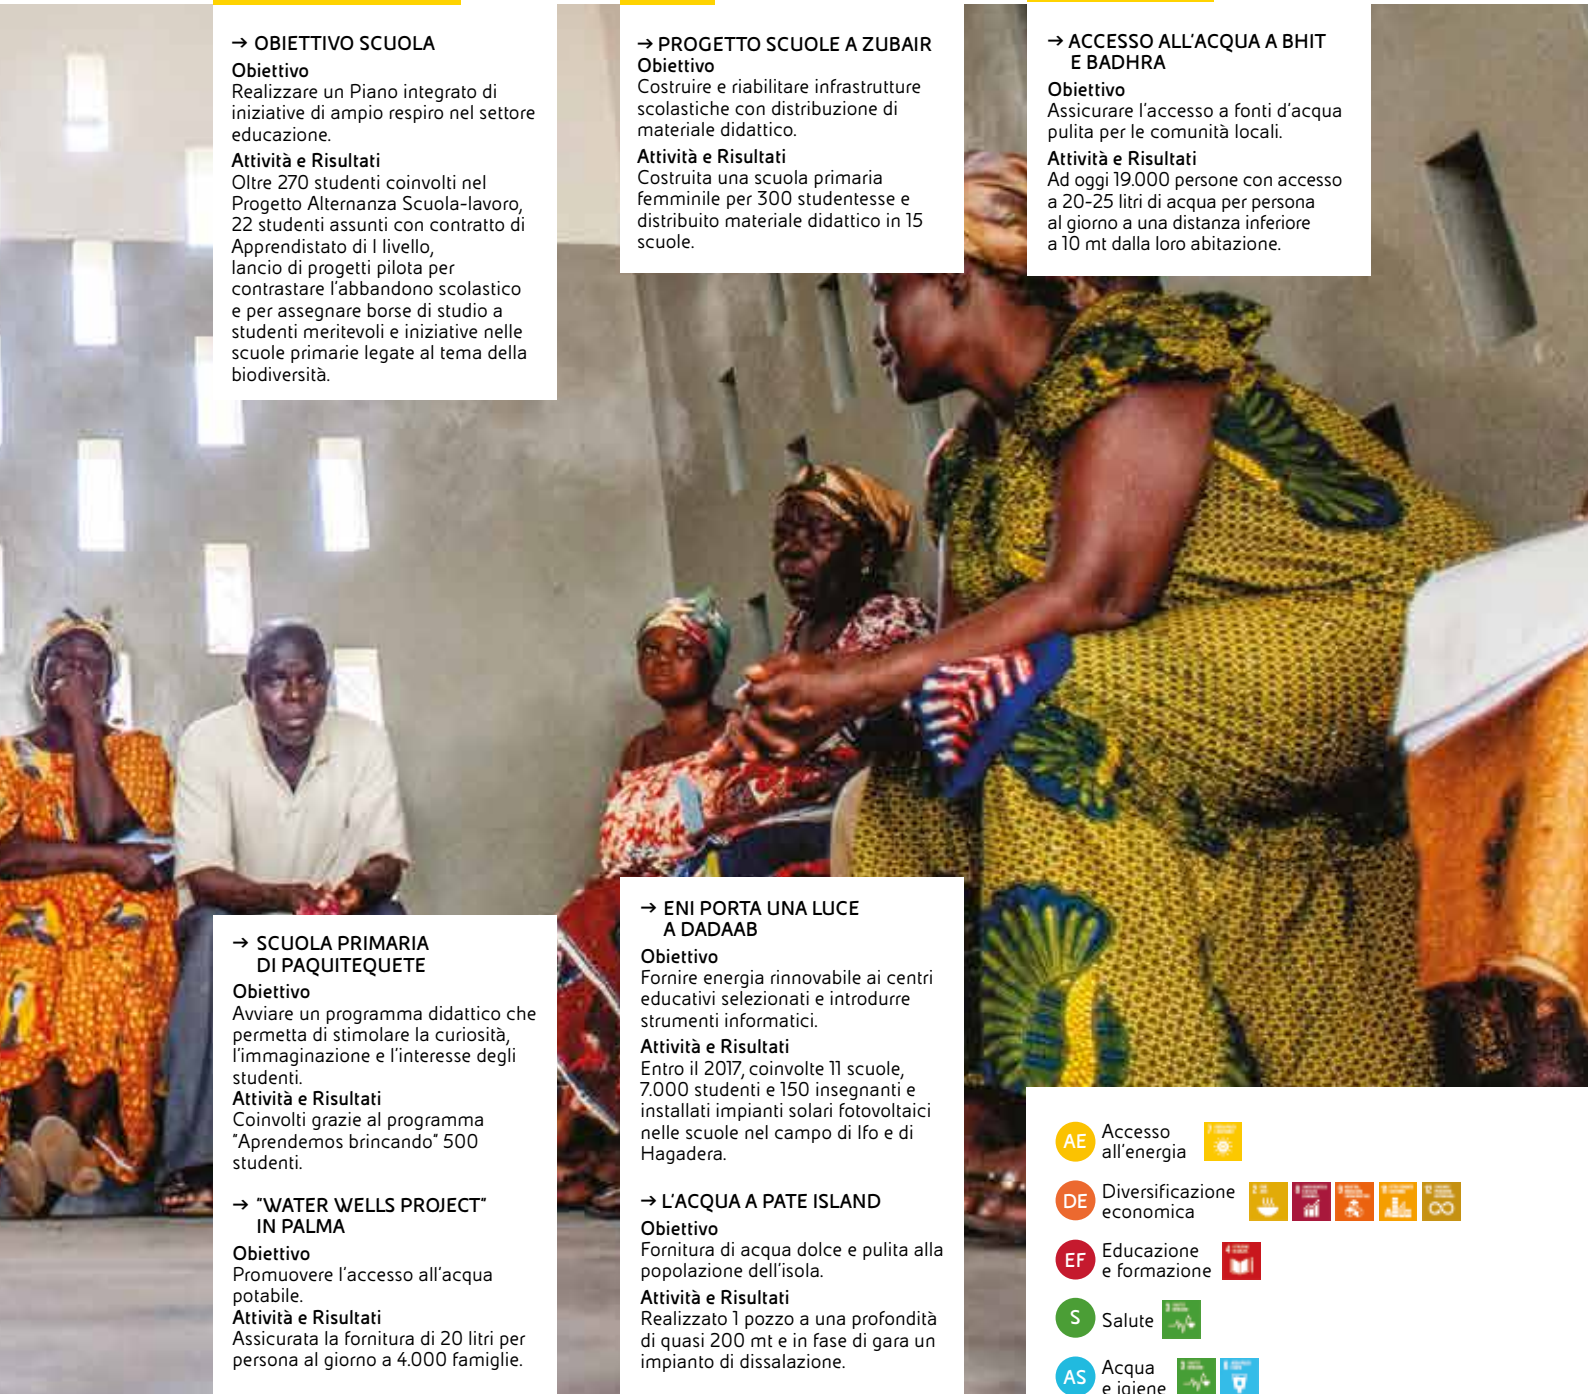 → OBIETTIVO SCUOLA
Obiettivo
Realizzare un Piano integrato di
iniziative di ampio respiro nel settore
educazione.
Attività e Risultati
Oltre 270 studenti coinvolti nel
Progetto Alternanza Scuola-lavoro,
22 studenti assunti con contratto di
Apprendistato di I livello,
lancio di progetti pilota per
contrastare l'abbandono scolastico
e per assegnare borse di studio a
studenti meritevoli e iniziative nelle
scuole primarie legate al tema della
biodiversità.
→ PROGETTO SCUOLE A ZUBAIR
Obiettivo
Costruire e riabilitare infrastrutture
scolastiche con distribuzione di
materiale didattico.
Attività e Risultati
Costruita una scuola primaria
femminile per 300 studentesse e
distribuito materiale didattico in 15
scuole.
→ ACCESSO ALL'ACQUA A BHIT
E BADHRA
Obiettivo
Assicurare l'accesso a fonti d'acqua
pulita per le comunità locali.
Attività e Risultati
Ad oggi 19.000 persone con accesso
a 20-25 litri di acqua per persona
al giorno a una distanza inferiore
a 10 mt dalla loro abitazione.
→ SCUOLA PRIMARIA
DI PAQUITEQUETE
Obiettivo
Avviare un programma didattico che
permetta di stimolare la curiosità,
l'immaginazione e l'interesse degli
studenti.
Attività e Risultati
Coinvolti grazie al programma
"Aprendemos brincando" 500
studenti.
→ "WATER WELLS PROJECT"
IN PALMA
Obiettivo
Promuovere l'accesso all'acqua
potabile.
Attività e Risultati
Assicurata la fornitura di 20 litri per
persona al giorno a 4.000 famiglie.
→ ENI PORTA UNA LUCE
A DADAAB
Obiettivo
Fornire energia rinnovabile ai centri
educativi selezionati e introdurre
strumenti informatici.
Attività e Risultati
Entro il 2017, coinvolte 11 scuole,
7.000 studenti e 150 insegnanti e
installati impianti solari fotovoltaici
nelle scuole nel campo di Ifo e di
Hagadera.
→ L'ACQUA A PATE ISLAND
Obiettivo
Fornitura di acqua dolce e pulita alla
popolazione dell'isola.
Attività e Risultati
Realizzato 1 pozzo a una profondità
di quasi 200 mt e in fase di gara un
impianto di dissalazione.
AE Accesso
all'energia 7
DE Diversificazione
economica 2 8 9 11 12
EF Educazione
e formazione 4
S Salute 3
AS Acqua
e igiene 3 6